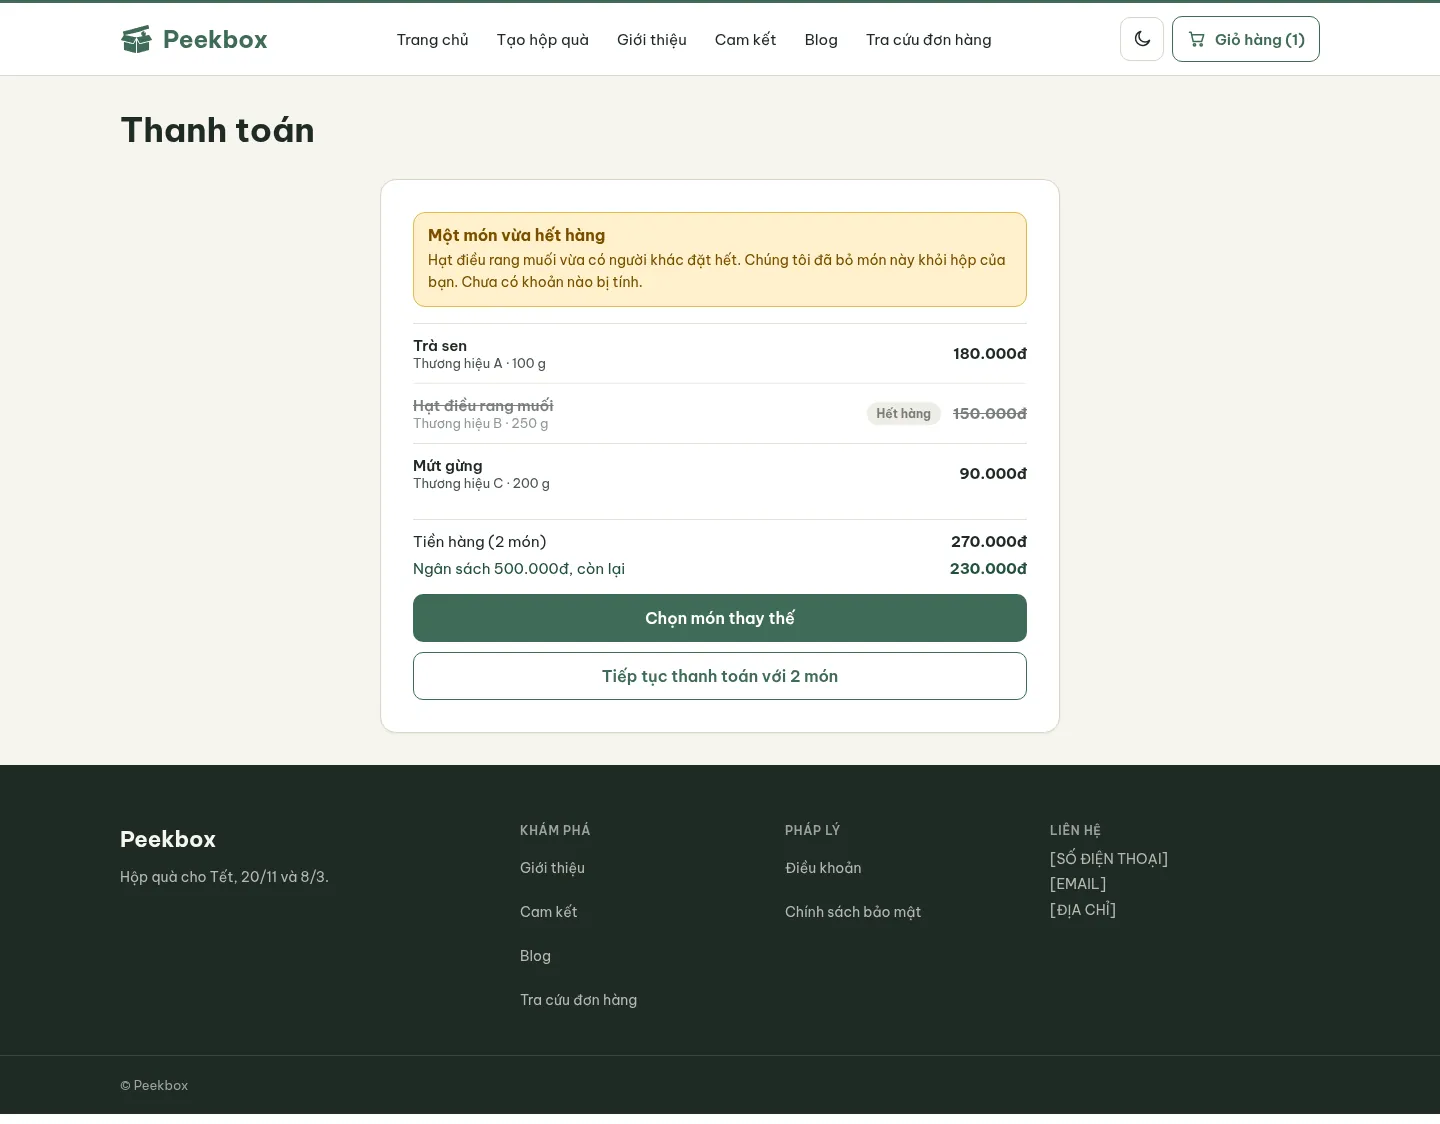 Peekbox
Trang chủ
Tạo hộp quà
Giới thiệu
Cam kết
Blog
Tra cứu đơn hàng
Giỏ hàng (1)
Thanh toán
Một món vừa hết hàng
Hạt điều rang muối vừa có người khác đặt hết. Chúng tôi đã bỏ món này khỏi hộp của
bạn. Chưa có khoản nào bị tính.
Trà sen
Thương hiệu A · 100 g
180.000đ
Hạt điều rang muối
Thương hiệu B · 250 g
Hết hàng
150.000đ
Mứt gừng
Thương hiệu C · 200 g
90.000đ
Tiền hàng (2 món)
270.000đ
Ngân sách 500.000đ, còn lại
230.000đ
Chọn món thay thế
Tiếp tục thanh toán với 2 món
Peekbox
Hộp quà cho Tết, 20/11 và 8/3.
KHÁM PHÁ
Giới thiệu
Cam kết
Blog
Tra cứu đơn hàng
PHÁP LÝ
Điều khoản
Chính sách bảo mật
LIÊN HỆ
[SỐ ĐIỆN THOẠI]
[EMAIL]
[ĐỊA CHỈ]
© Peekbox